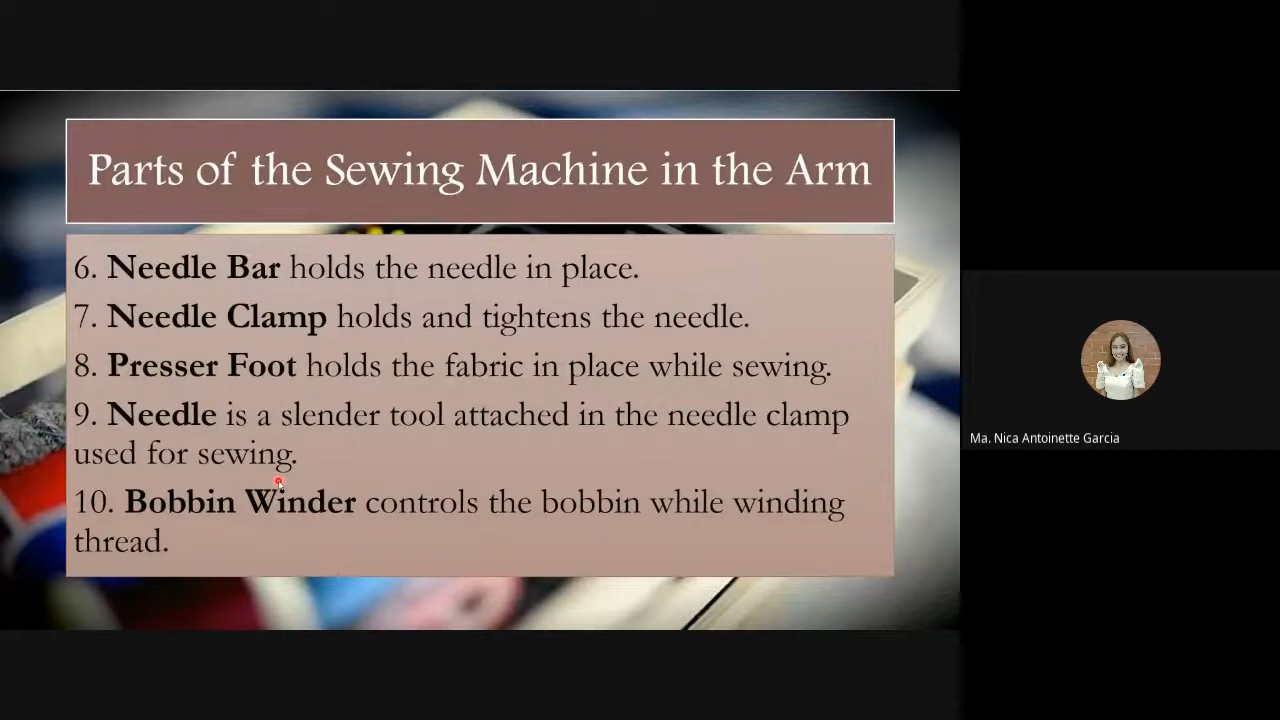 Parts of the Sewing Machine in the Arm
6. Needle Bar holds the needle in place.
7. Needle Clamp holds and tightens the needle.
8. Presser Foot holds the fabric in place while sewing.
9. Needle is a slender tool attached in the needle clamp
used for sewing.
10. Bobbin Winder controls the bobbin while winding
thread.
Ma. Nica Antoinette Garcia